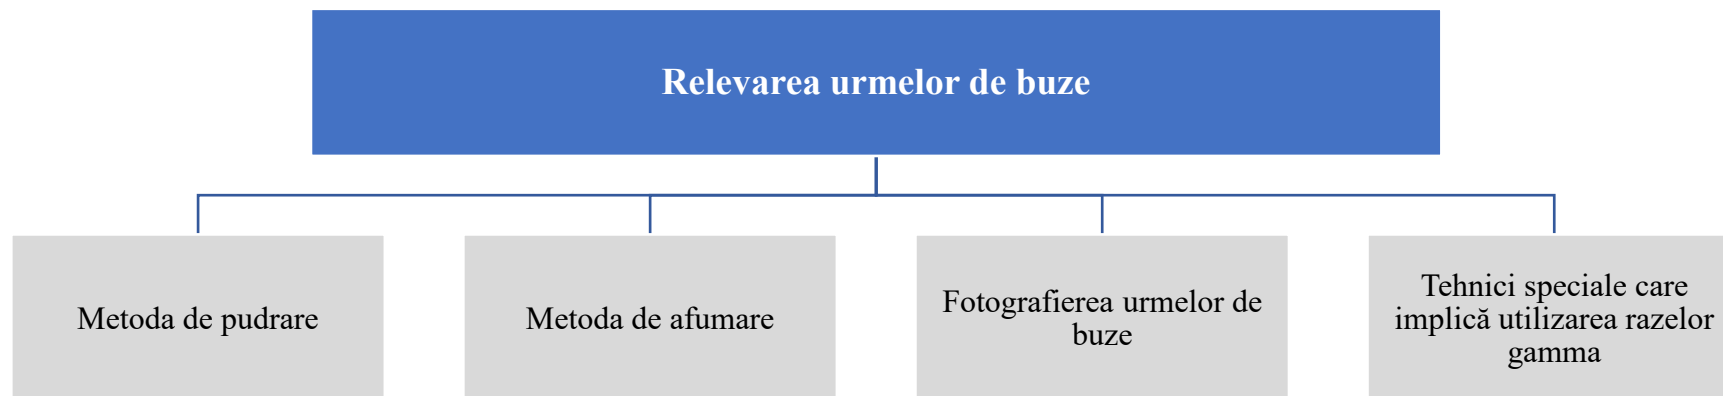 Relevarea urmelor de buze
Metoda de pudrare
Metoda de afumare
Fotografierea urmelor de
buze
Tehnici speciale care
implică utilizarea razelor
gamma